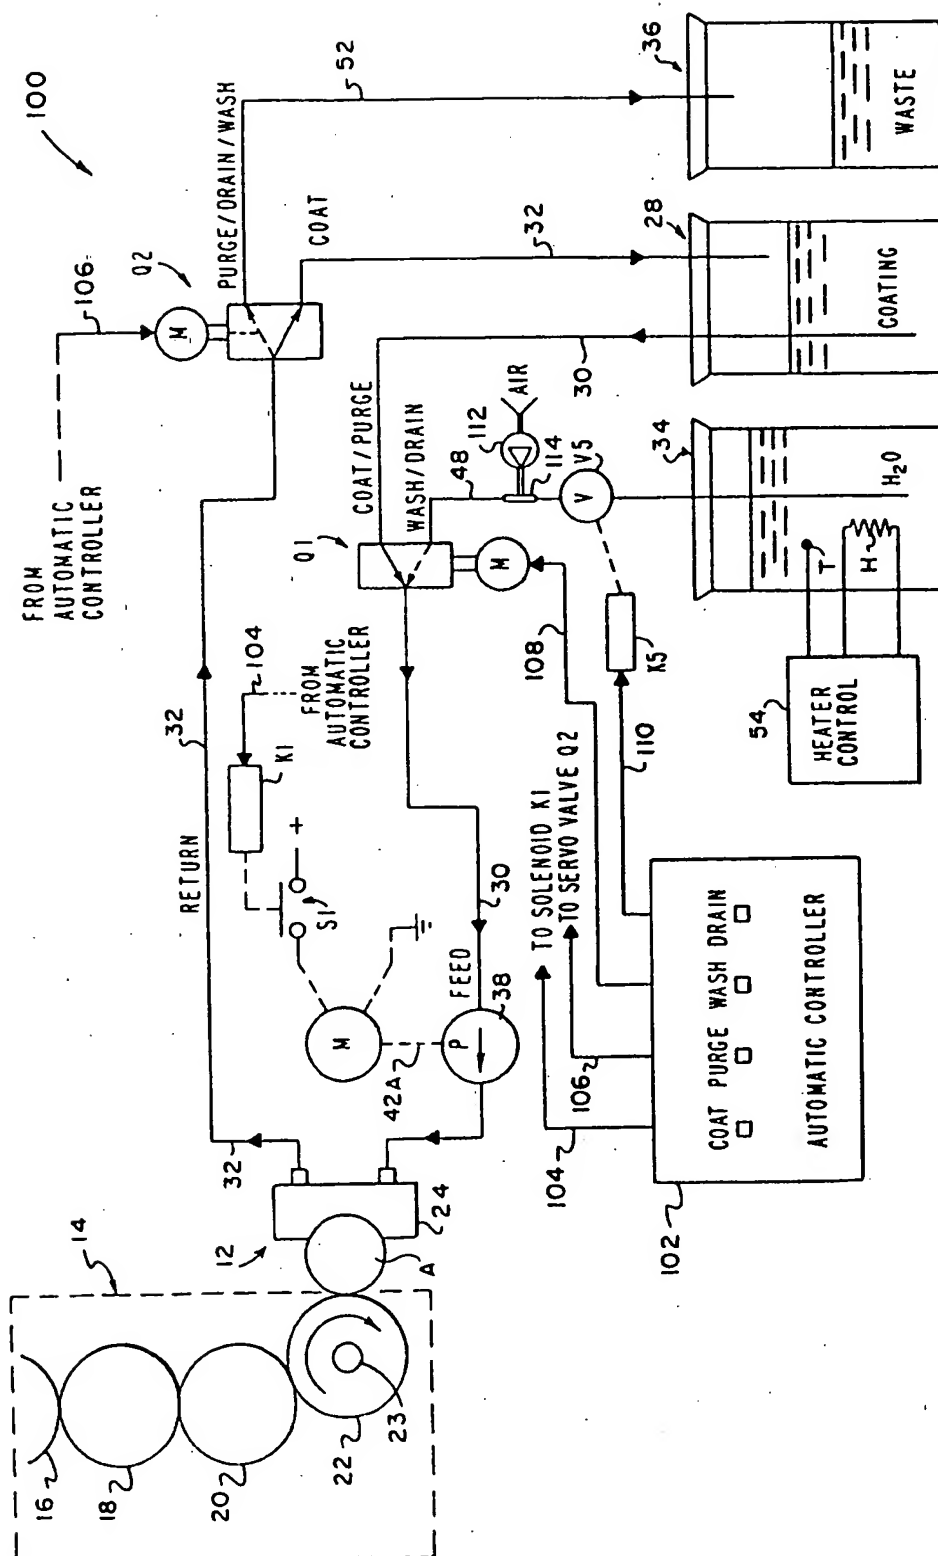 100
106
FROM
AUTOMATIC
CONTROLLER
M
Q2
PURGE/DRAIN/WASH
52
COAT
32
36
WASTE
28
COATING
30
COAT/PURGE
WASH/DRAIN
Q1
M
48
112
AIR
114
V
V5
34
H2O
T
H
54
HEATER
CONTROL
K5
108
110
32
RETURN
104
FROM
AUTOMATIC
CONTROLLER
K1
S1
+
M
42A
FEED
P
38
30
TO SOLENOID K1
TO SERVO VALVE Q2
104
106
COAT PURGE WASH DRAIN
AUTOMATIC CONTROLLER
102
32
12
24
A
14
16
18
20
22
23